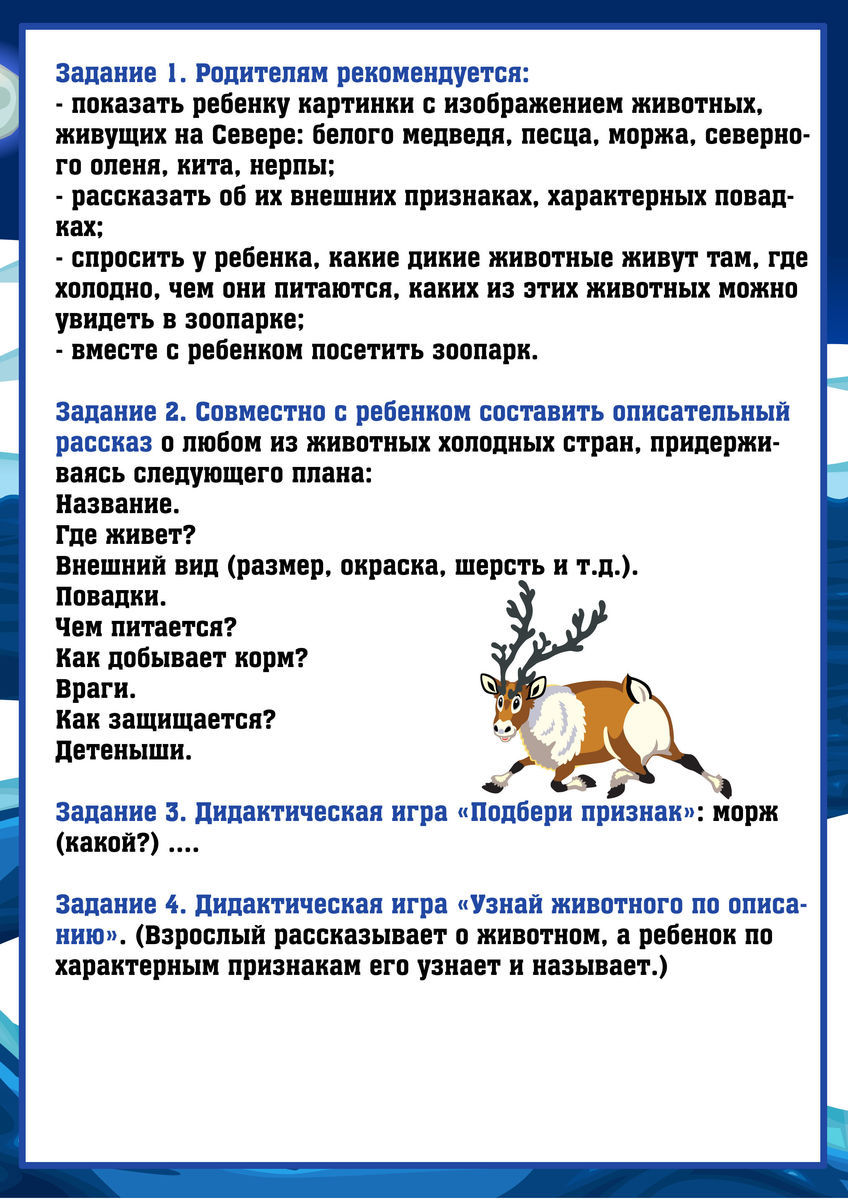 Задание 1. Родителям рекомендуется:
- показать ребенку картинки с изображением животных,
живущих на Севере: белого медведя, песца, моржа, северно-
го оленя, кита, нерпы;
- рассказать об их внешних признаках, характерных повад-
ках;
- спросить у ребенка, какие дикие животные живут там, где
холодно, чем они питаются, каких из этих животных можно
увидеть в зоопарке;
- вместе с ребенком посетить зоопарк.
Задание 2. Совместно с ребенком составить описательный
рассказ о любом из животных холодных стран, придержи-
ваясь следующего плана:
Название.
Где живет?
Внешний вид (размер, окраска, шерсть и т.д.).
Повадки.
Чем питается?
Как добывает корм?
Враги.
Как защищается?
Детеныши.
Задание 3. Дидактическая игра «Подбери признак»: морж
(какой?) ....
Задание 4. Дидактическая игра «Узнай животного по описа-
нию». (Взрослый рассказывает о животном, а ребенок по
характерным признакам его узнает и называет.)